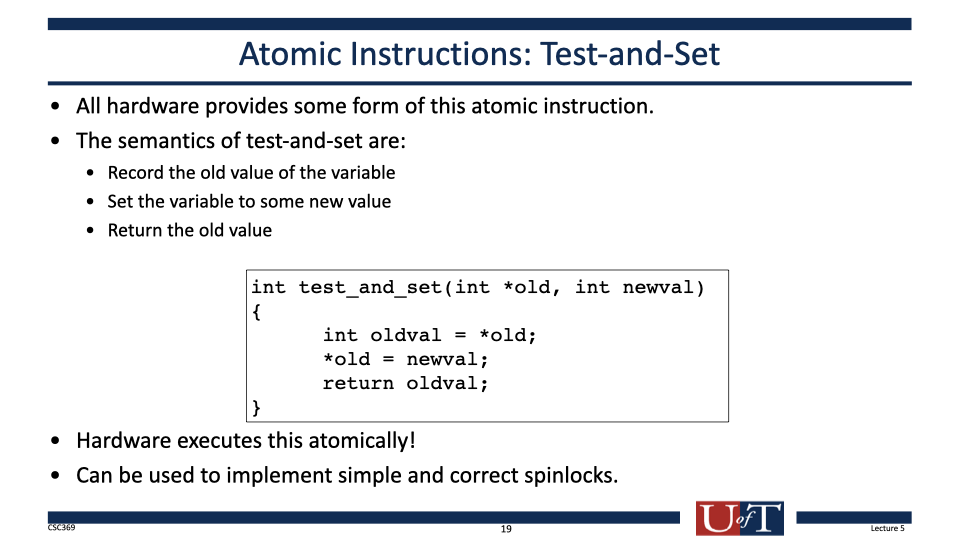 Atomic Instructions: Test-and-Set
• All hardware provides some form of this atomic instruction.
• The semantics of test-and-set are:
• Record the old value of the variable
• Set the variable to some new value
• Return the old value
int test_and_set(int *old, int newval)
{
int oldval = *old;
*old = newval;
return oldval;
}
• Hardware executes this atomically!
• Can be used to implement simple and correct spinlocks.
CSC369
19
U of T
Lecture 5